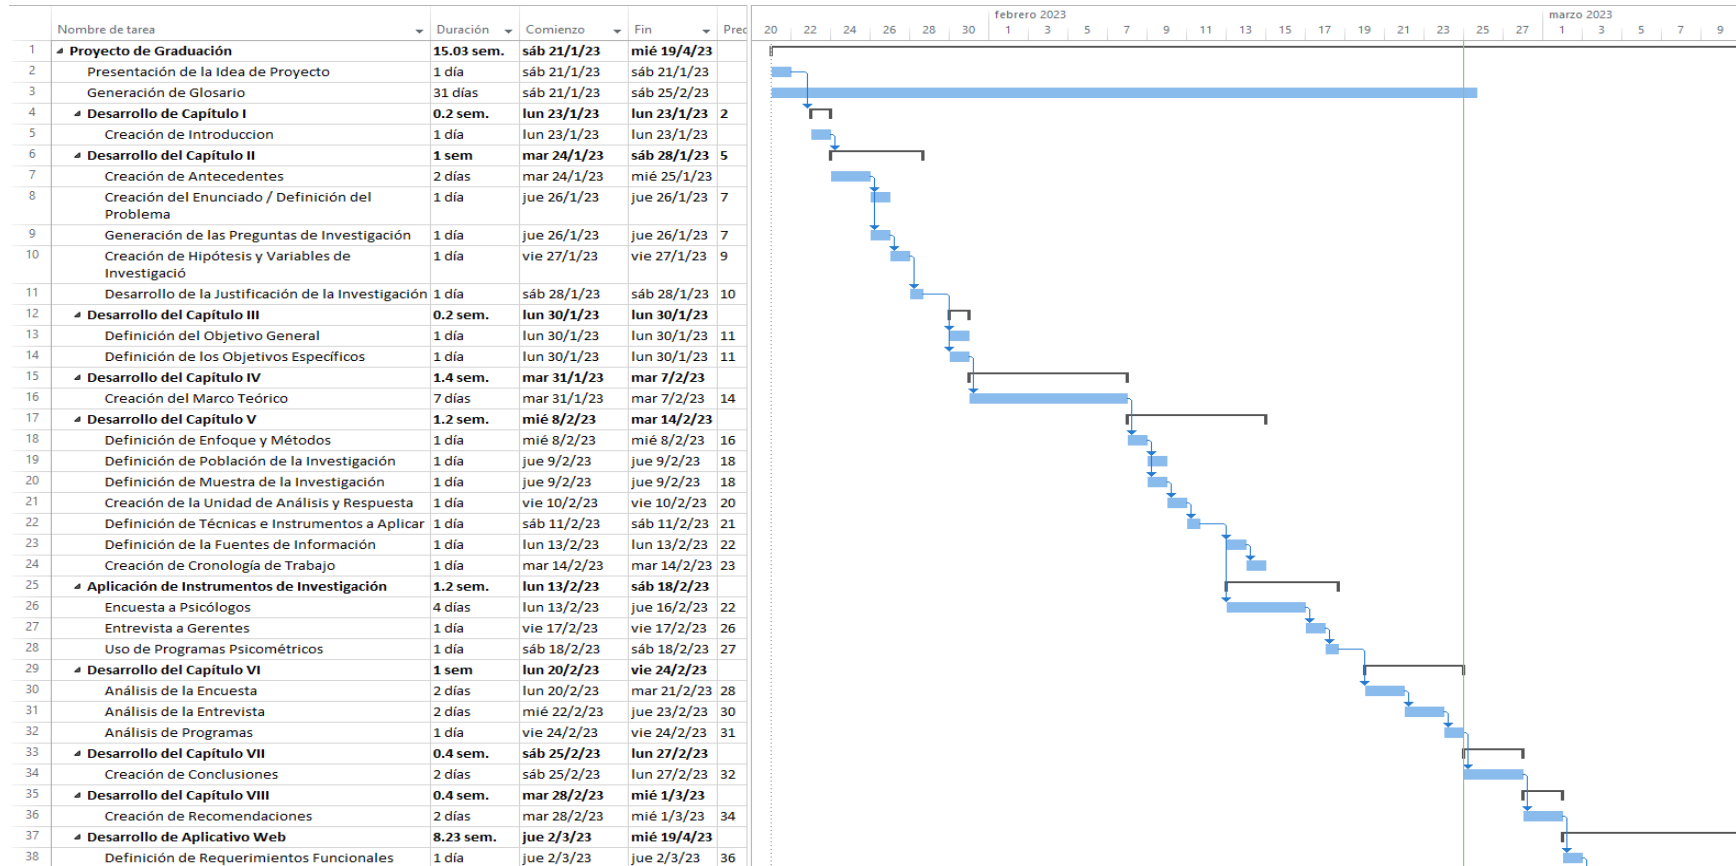 febrero 2023 marzo 2023
Nombre de tarea Duración Comienzo Fin Prec 20 22 24 26 28 30 1 3 5 7 9 11 13 15 17 19 21 23 25 27 1 3 5 7 9
1 Proyecto de Graduación 15.03 sem. sáb 21/1/23 mié 19/4/23
2 Presentación de la Idea de Proyecto 1 día sáb 21/1/23 sáb 21/1/23
3 Generación de Glosario 31 días sáb 21/1/23 sáb 25/2/23
4 Desarrollo de Capítulo I 0.2 sem. lun 23/1/23 lun 23/1/23 2
5 Creación de Introduccion 1 día lun 23/1/23 lun 23/1/23
6 Desarrollo del Capítulo II 1 sem mar 24/1/23 sáb 28/1/23 5
7 Creación de Antecedentes 2 días mar 24/1/23 mié 25/1/23
8 Creación del Enunciado / Definición del 1 día jue 26/1/23 jue 26/1/23 7
Problema
9 Generación de las Preguntas de Investigación 1 día jue 26/1/23 jue 26/1/23 7
10 Creación de Hipótesis y Variables de 1 día vie 27/1/23 vie 27/1/23 9
Investigació
11 Desarrollo de la Justificación de la Investigación 1 día sáb 28/1/23 sáb 28/1/23 10
12 Desarrollo del Capítulo III 0.2 sem. lun 30/1/23 lun 30/1/23
13 Definición del Objetivo General 1 día lun 30/1/23 lun 30/1/23 11
14 Definición de los Objetivos Específicos 1 día lun 30/1/23 lun 30/1/23 11
15 Desarrollo del Capítulo IV 1.4 sem. mar 31/1/23 mar 7/2/23
16 Creación del Marco Teórico 7 días mar 31/1/23 mar 7/2/23 14
17 Desarrollo del Capítulo V 1.2 sem. mié 8/2/23 mar 14/2/23
18 Definición de Enfoque y Métodos 1 día mié 8/2/23 mié 8/2/23 16
19 Definición de Población de la Investigación 1 día jue 9/2/23 jue 9/2/23 18
20 Definición de Muestra de la Investigación 1 día jue 9/2/23 jue 9/2/23 18
21 Creación de la Unidad de Análisis y Respuesta 1 día vie 10/2/23 vie 10/2/23 20
22 Definición de Técnicas e Instrumentos a Aplicar 1 día sáb 11/2/23 sáb 11/2/23 21
23 Definición de la Fuentes de Información 1 día lun 13/2/23 lun 13/2/23 22
24 Creación de Cronología de Trabajo 1 día mar 14/2/23 mar 14/2/23 23
25 Aplicación de Instrumentos de Investigación 1.2 sem. lun 13/2/23 sáb 18/2/23
26 Encuesta a Psicólogos 4 días lun 13/2/23 jue 16/2/23 22
27 Entrevista a Gerentes 1 día vie 17/2/23 vie 17/2/23 26
28 Uso de Programas Psicométricos 1 día sáb 18/2/23 sáb 18/2/23 27
29 Desarrollo del Capítulo VI 1 sem lun 20/2/23 vie 24/2/23
30 Análisis de la Encuesta 2 días lun 20/2/23 mar 21/2/23 28
31 Análisis de la Entrevista 2 días mié 22/2/23 jue 23/2/23 30
32 Análisis de Programas 1 día vie 24/2/23 vie 24/2/23 31
33 Desarrollo del Capítulo VII 0.4 sem. sáb 25/2/23 lun 27/2/23
34 Creación de Conclusiones 2 días sáb 25/2/23 lun 27/2/23 32
35 Desarrollo del Capítulo VIII 0.4 sem. mar 28/2/23 mié 1/3/23
36 Creación de Recomendaciones 2 días mar 28/2/23 mié 1/3/23 34
37 Desarrollo de Aplicativo Web 8.23 sem. jue 2/3/23 mié 19/4/23
38 Definición de Requerimientos Funcionales 1 día jue 2/3/23 jue 2/3/23 36